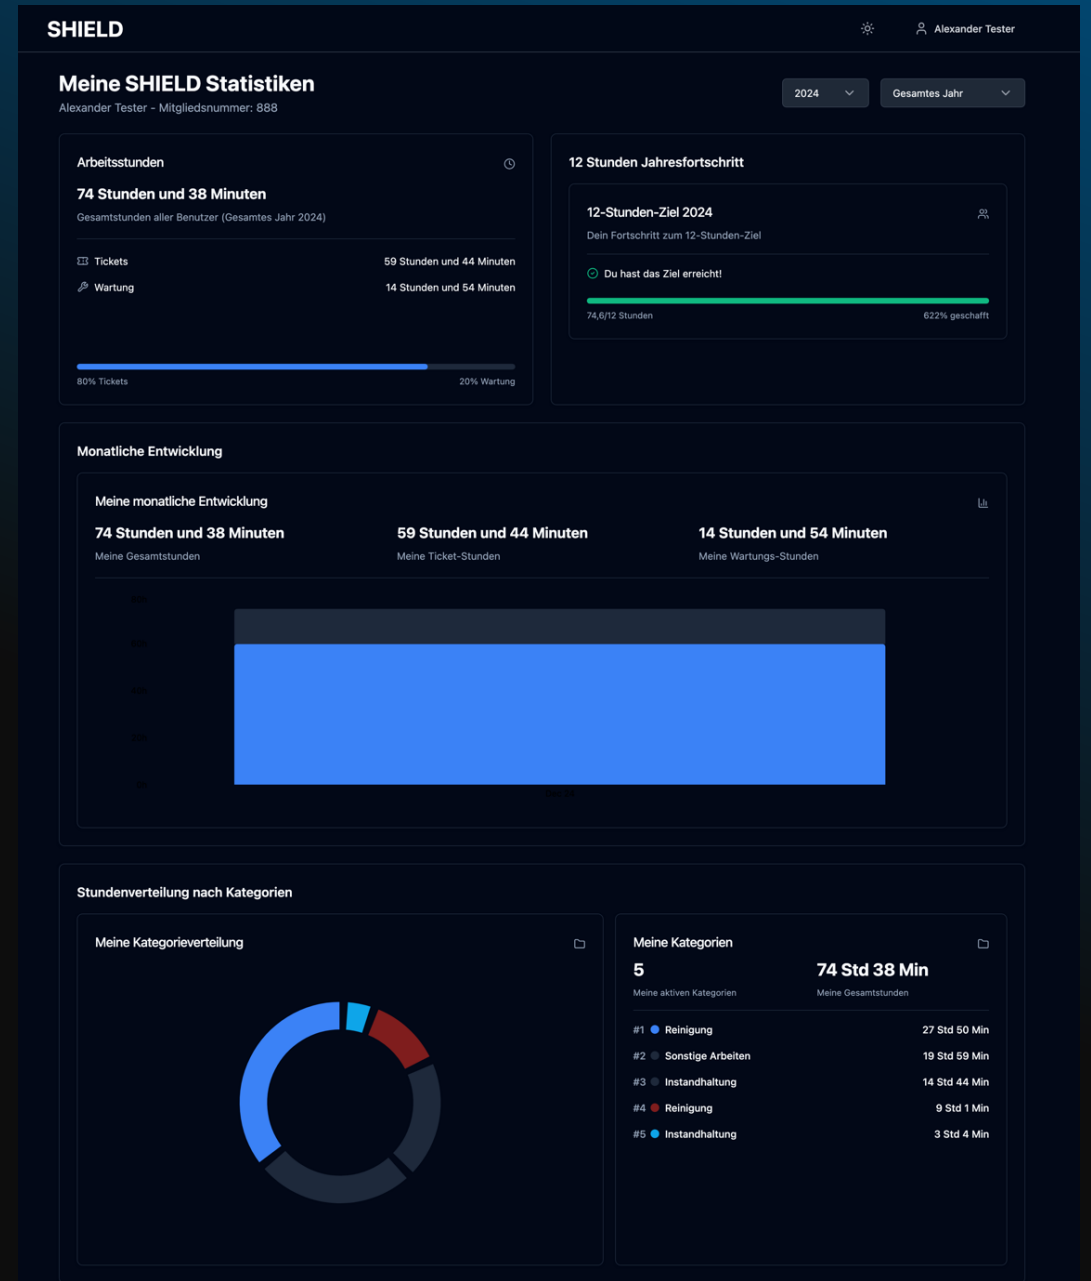 SHIELD
Alexander Tester
Meine SHIELD Statistiken
Alexander Tester - Mitgliedsnummer: 888
2024
Gesamtes Jahr
Arbeitsstunden
74 Stunden und 38 Minuten
Gesamtstunden aller Benutzer (Gesamtes Jahr 2024)
Tickets 59 Stunden und 44 Minuten
Wartung 14 Stunden und 54 Minuten
80% Tickets 20% Wartung
12 Stunden Jahresfortschritt
12-Stunden-Ziel 2024
Dein Fortschritt zum 12-Stunden-Ziel
Du hast das Ziel erreicht!
74,6/12 Stunden 622% geschafft
Monatliche Entwicklung
Meine monatliche Entwicklung
74 Stunden und 38 Minuten
Meine Gesamtstunden
59 Stunden und 44 Minuten
Meine Ticket-Stunden
14 Stunden und 54 Minuten
Meine Wartungs-Stunden
Stundenverteilung nach Kategorien
Meine Kategorieverteilung
Meine Kategorien
5
Meine aktiven Kategorien
74 Std 38 Min
Meine Gesamtstunden
#1 Reinigung 27 Std 50 Min
#2 Sonstige Arbeiten 19 Std 59 Min
#3 Instandhaltung 14 Std 44 Min
#4 Reinigung 9 Std 1 Min
#5 Instandhaltung 3 Std 4 Min